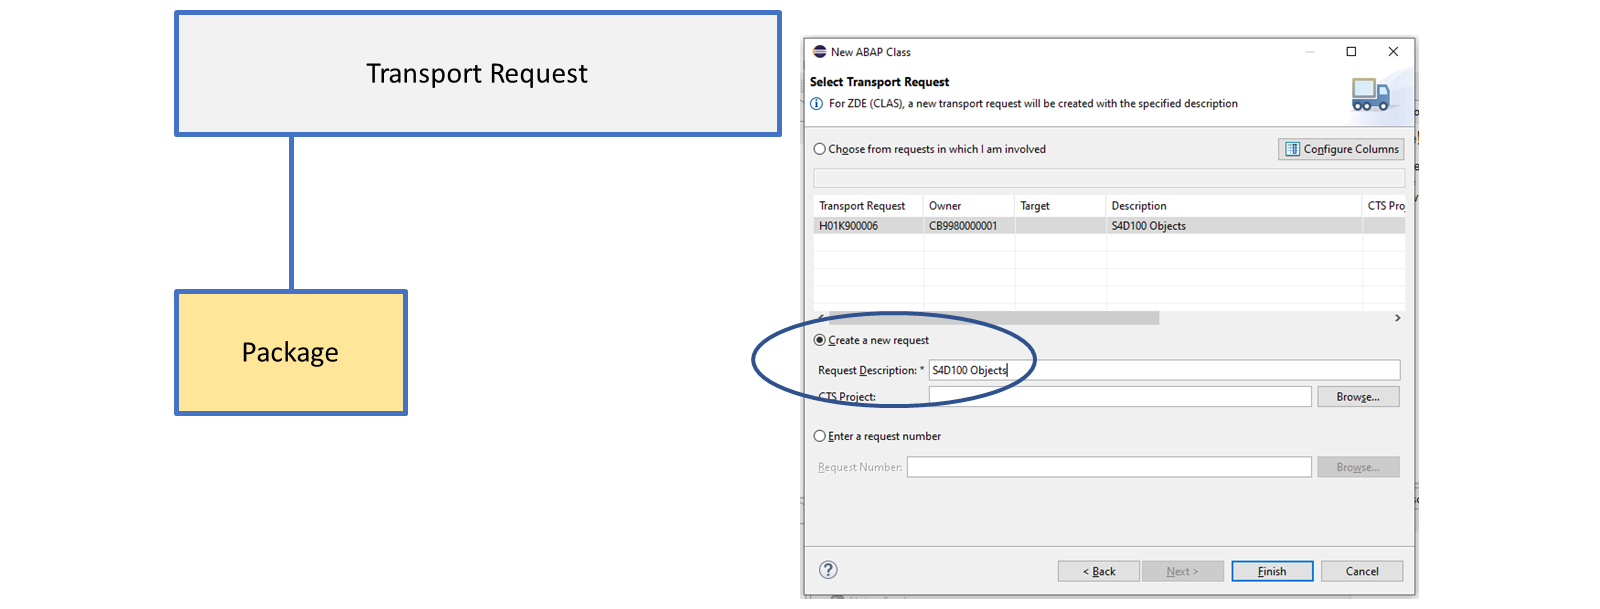 Transport Request
Package
New ABAP Class
Select Transport Request
For ZDE (CLAS), a new transport request will be created with the specified description
Choose from requests in which I am involved
Configure Columns
Transport Request Owner Target Description CTS Proj
H01K900006 CB9980000001 S4D100 Objects
Create a new request
Request Description: * S4D100 Objects
CTS Project: Browse...
Enter a request number
Request Number: Browse...
< Back Next > Finish Cancel